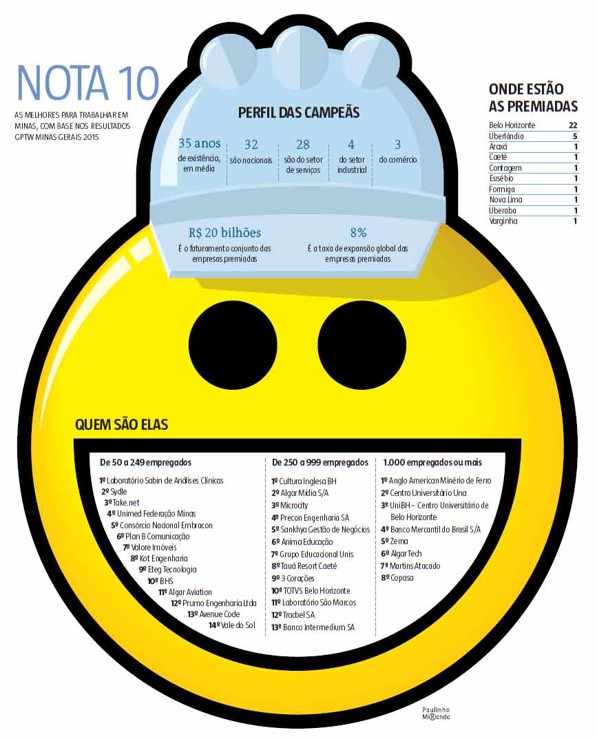 NOTA 10
AS MELHORES PARA TRABALHAR EM
MINAS, COM BASE NOS RESULTADOS
GPTW MINAS GERAIS 2015
PERFIL DAS CAMPEÃS
35 anos
de existência,
em média
32
são nacionais
28
são do setor
de serviços
4
do setor
industrial
3
do comércio
R$ 20 bilhões
É o faturamento conjunto das
empresas premiadas
8%
É a taxa de expansão global das
empresas premiadas
ONDE ESTÃO
AS PREMIADAS
Belo Horizonte 22
Uberlândia 5
Araxá 1
Caeté 1
Contagem 1
Eusébio 1
Formiga 1
Nova Lima 1
Uberaba 1
Varginha 1
QUEM SÃO ELAS
De 50 a 249 empregados
1º Laboratório Sabin de Análises Clínicas
2º Sydle
3º Take.net
4º Unimed Federação Minas
5º Consórcio Nacional Embracon
6º Plan B Comunicação
7º Valore Imóveis
8º Kot Engenharia
9º Eteg Tecnologia
10º BHS
11º Algar Aviation
12º Prumo Engenharia Ltda
13º Avenue Code
14º Vale do Sol
De 250 a 999 empregados
1º Cultura Inglesa BH
2º Algar Mídia S/A
3º Microcity
4º Precon Engenharia SA
5º Sankhya Gestão de Negócios
6º Anima Educação
7º Grupo Educacional Unis
8º Tauá Resort Caeté
9º 3 Corações
10º TOTVS Belo Horizonte
11º Laboratório São Marcos
12º Tracbel SA
13º Banco Intermedium SA
1.000 empregados ou mais
1º Anglo American Minério de Ferro
2º Centro Universitário Una
3º UniBH – Centro Universitário de
Belo Horizonte
4º Banco Mercantil do Brasil S/A
5º Zema
6º Algar Tech
7º Martins Atacado
8º Copasa
Paulinho
Miranda